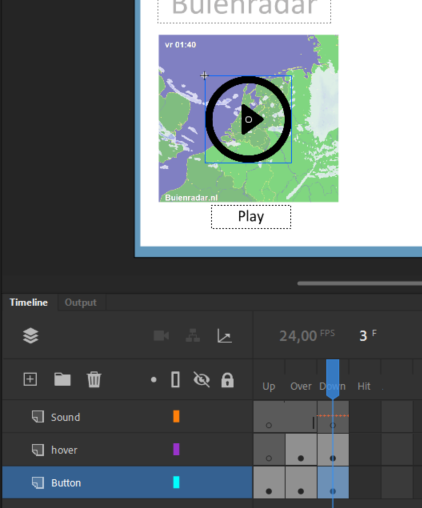 Buienradar
vr 01:40
Buienradar.nl
Play
Timeline Output
24,00 FPS 3 F
Up Over Down Hit
Sound
hover
Button